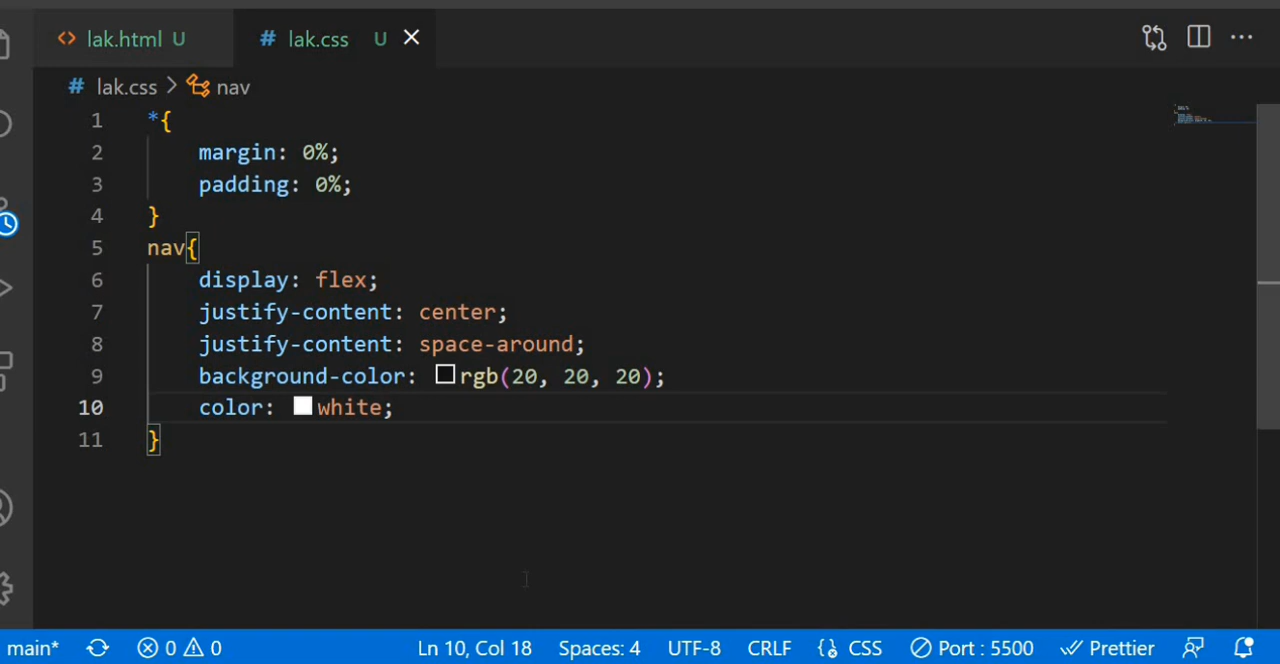 lak.html U
# lak.css U
# lak.css > nav
1 *{
2 margin: 0%;
3 padding: 0%;
4 }
5 nav{
6 display: flex;
7 justify-content: center;
8 justify-content: space-around;
9 background-color: rgb(20, 20, 20);
10 color: white;
11 }
main* 0 0 Ln 10, Col 18 Spaces: 4 UTF-8 CRLF CSS Port : 5500 Prettier